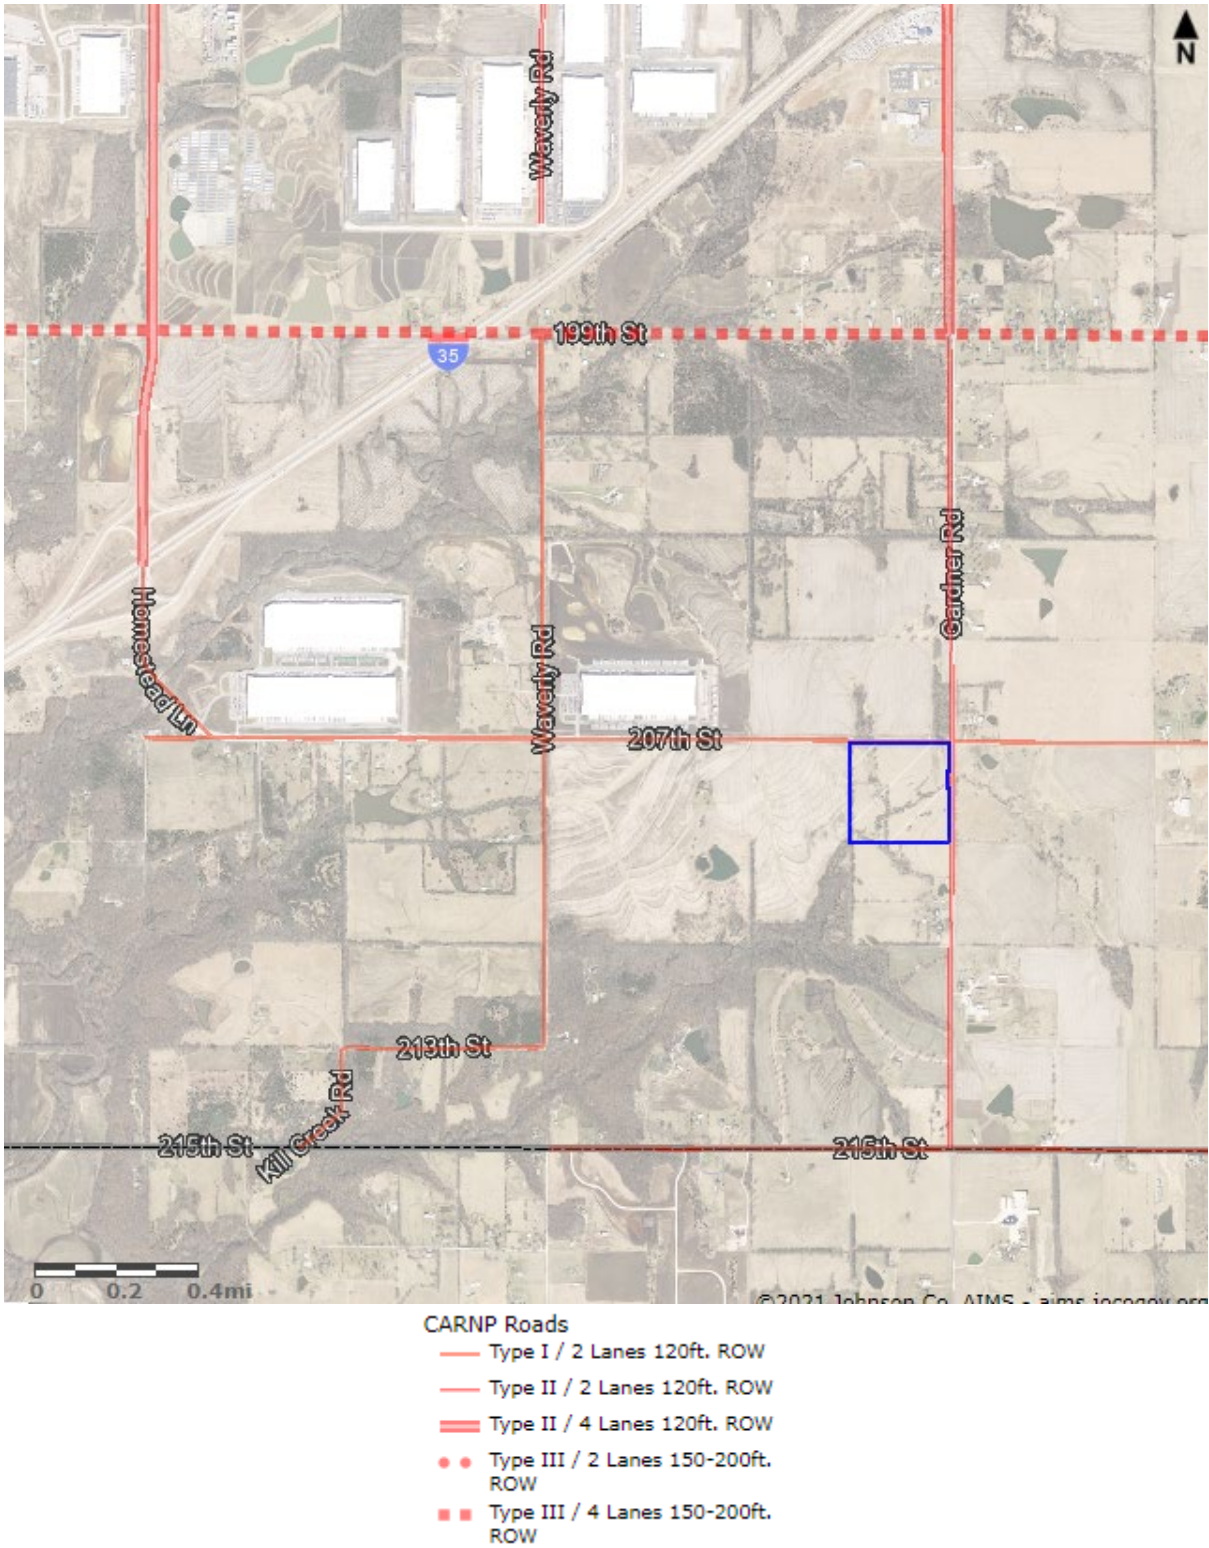 N
Waverly Rd
199th St
35
Gardner Rd
Homestead Ln
Waverly Rd
207th St
213th St
Kill Creek Rd
215th St
215th St
0 0.2 0.4mi
©2021 Johnson Co. AIMS - aims.jocogov.org
CARNP Roads
Type I / 2 Lanes 120ft. ROW
Type II / 2 Lanes 120ft. ROW
Type II / 4 Lanes 120ft. ROW
Type III / 2 Lanes 150-200ft.
ROW
Type III / 4 Lanes 150-200ft.
ROW